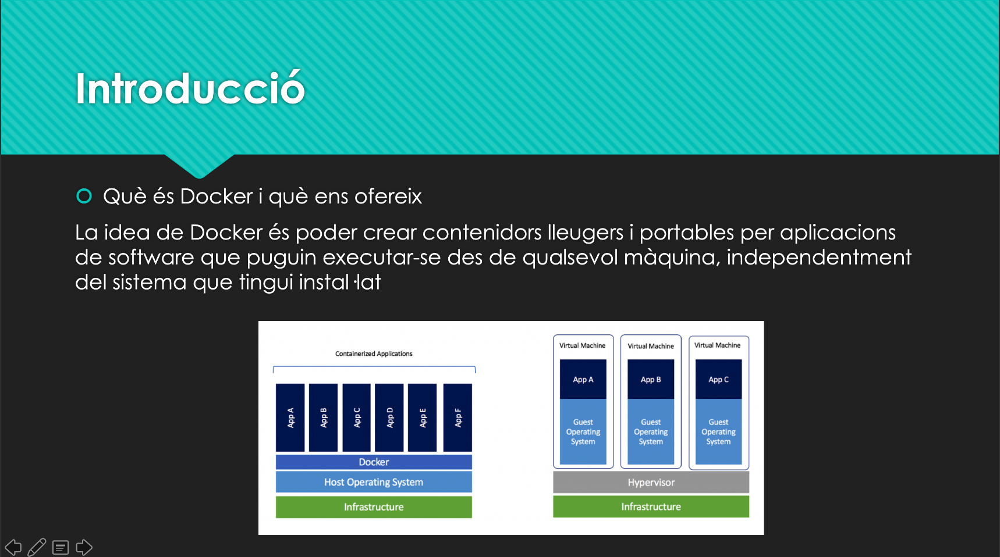 Introducció
Què és Docker i què ens ofereix
La idea de Docker és poder crear contenidors lleugers i portables per aplicacions
de software que puguin executar-se des de qualsevol màquina, independentment
del sistema que tingui instal·lat
Containerized Applications
App A
App B
App C
App D
App E
App F
Docker
Host Operating System
Infrastructure
Virtual Machine
App A
Guest
Operating
System
Virtual Machine
App B
Guest
Operating
System
Virtual Machine
App C
Guest
Operating
System
Hypervisor
Infrastructure